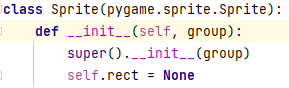 class Sprite(pygame.sprite.Sprite):
    def __init__(self, group):
        super().__init__(group)
        self.rect = None